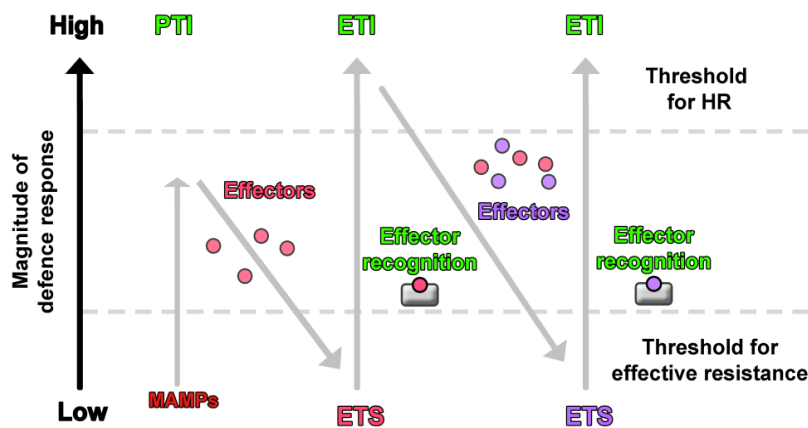 High
PTI
ETI
ETI
Threshold
for HR
Magnitude of
defence response
Effectors
Effectors
Effector
recognition
Effector
recognition
Threshold for
effective resistance
MAMPs
Low
ETS
ETS